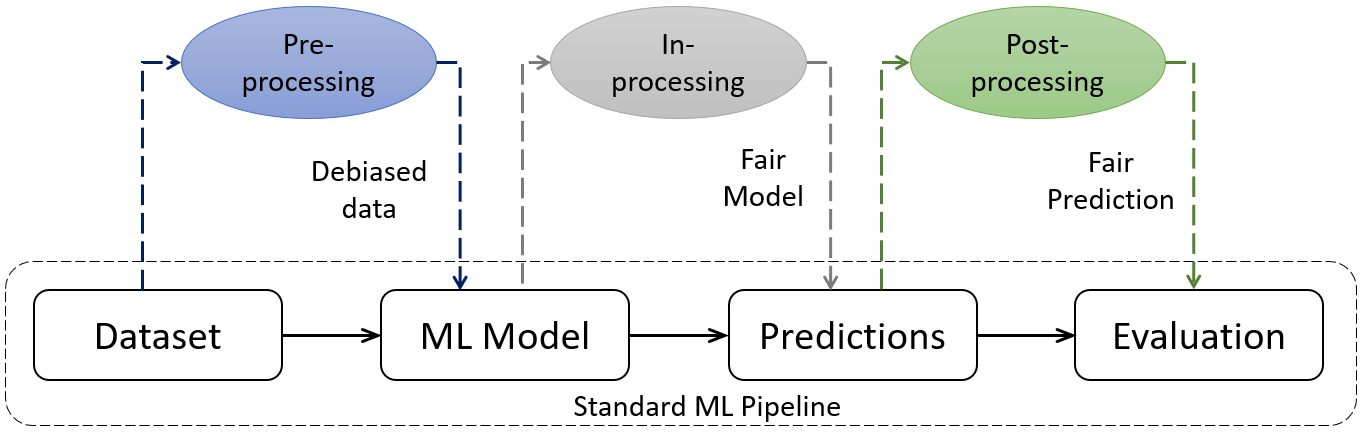 Pre-
processing
In-
processing
Post-
processing
Debiased
data
Fair
Model
Fair
Prediction
Dataset
ML Model
Predictions
Evaluation
Standard ML Pipeline